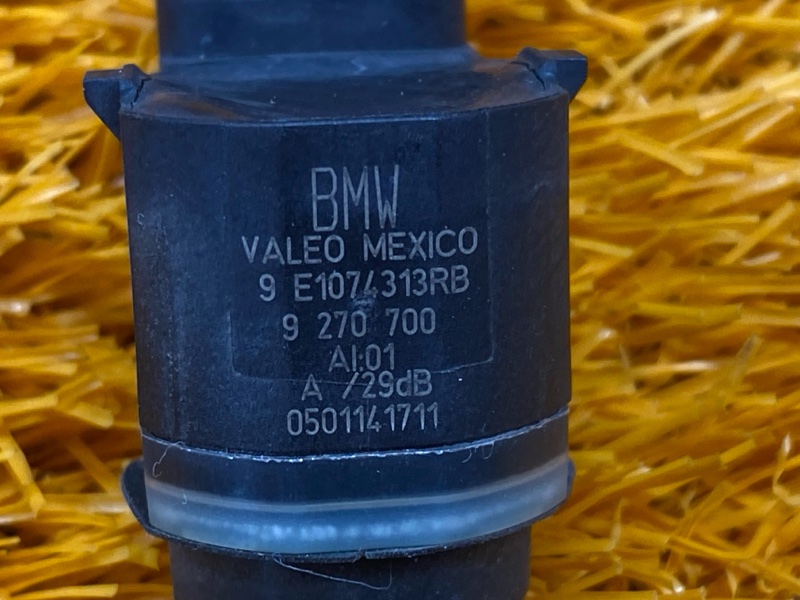 BMW
VALEO MEXICO
9 E1074313RB
9 270 700
AI:01
A /29dB
0501141711